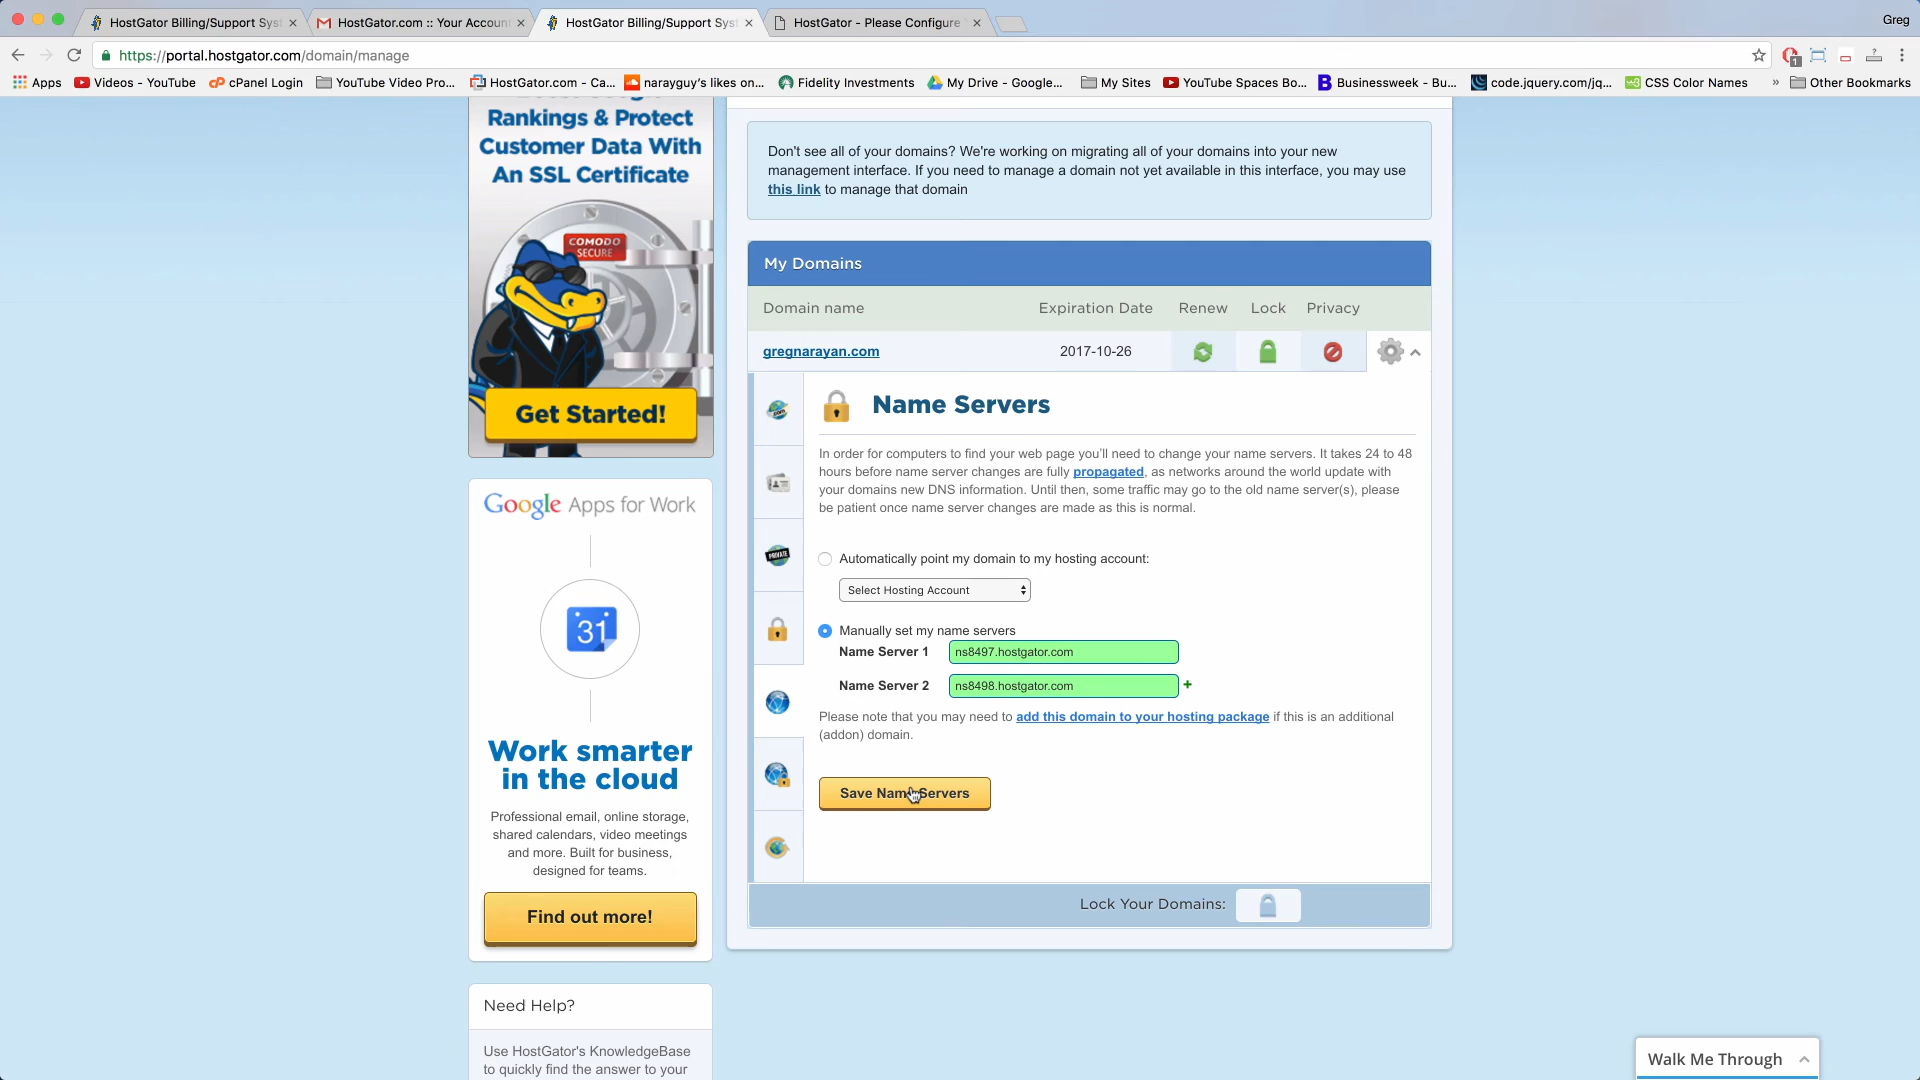 HostGator Billing/Support Syst
HostGator.com :: Your Account
HostGator Billing/Support Syst
HostGator - Please Configure
Greg
https://portal.hostgator.com/domain/manage
1
Apps
Videos - YouTube
cPanel Login
YouTube Video Pro...
HostGator.com - Ca...
narayguy's likes on...
Fidelity Investments
My Drive - Google...
My Sites
YouTube Spaces Bo...
Businessweek - Bu...
code.jquery.com/jq...
CSS Color Names
»
Other Bookmarks
Rankings & Protect
Customer Data With
An SSL Certificate
COMODO
SECURE
Get Started!
Google Apps for Work
31
Work smarter
in the cloud
Professional email, online storage,
shared calendars, video meetings
and more. Built for business,
designed for teams.
Find out more!
Need Help?
Use HostGator's KnowledgeBase
to quickly find the answer to your
Don't see all of your domains? We're working on migrating all of your domains into your new
management interface. If you need to manage a domain not yet available in this interface, you may use
this link to manage that domain
My Domains
Domain name Expiration Date Renew Lock Privacy
gregnarayan.com 2017-10-26
PRIVATE
Name Servers
In order for computers to find your web page you'll need to change your name servers. It takes 24 to 48
hours before name server changes are fully propagated, as networks around the world update with
your domains new DNS information. Until then, some traffic may go to the old name server(s), please
be patient once name server changes are made as this is normal.
Automatically point my domain to my hosting account:
Select Hosting Account
Manually set my name servers
Name Server 1 ns8497.hostgator.com
Name Server 2 ns8498.hostgator.com +
Please note that you may need to add this domain to your hosting package if this is an additional
(addon) domain.
Save Name Servers
Lock Your Domains:
Walk Me Through